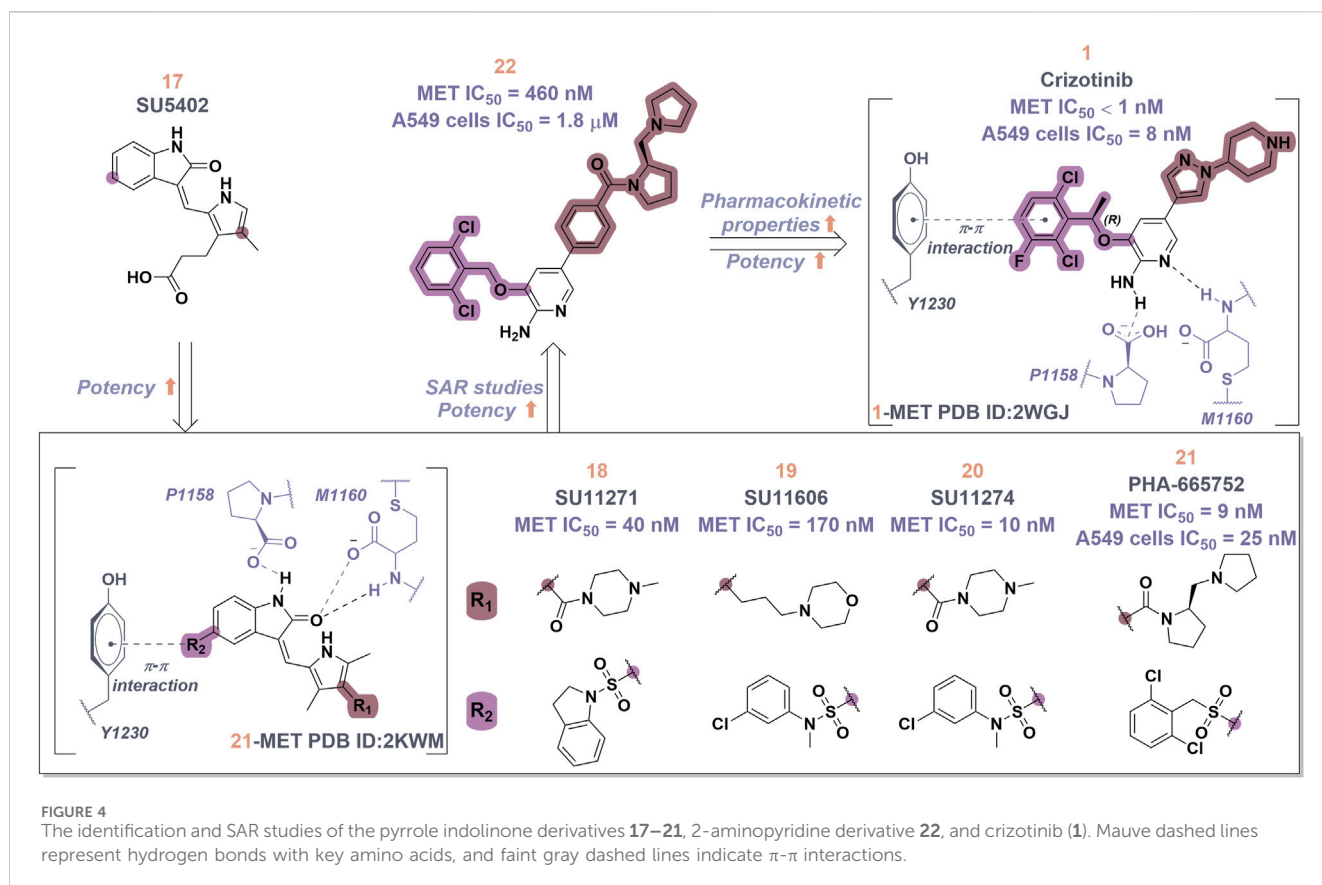 17
SU5402
H
N
O
H
N
HO
O
Potency ⬆
22
MET IC₅₀ = 460 nM
A549 cells IC₅₀ = 1.8 μM
N
O
N
Cl
O
Cl
H₂N
N
SAR studies
Potency ⬆
Pharmacokinetic
properties ⬆
Potency ⬆
1
Crizotinib
MET IC₅₀ < 1 nM
A549 cells IC₅₀ = 8 nM
OH
NH
N
N
Cl
(R)
π-π
interaction
O
F
Cl
N
HN
H
H
N
Y1230
O
OH
O
O
P1158
N
S
M1160
1-MET PDB ID:2WGJ
P1158
N
O
O
M1160
S
O
O
H
N
OH
H
N
O
R₂
H
N
π-π
interaction
R₁
Y1230
21-MET PDB ID:2KWM
18
SU11271
MET IC₅₀ = 40 nM
19
SU11606
MET IC₅₀ = 170 nM
20
SU11274
MET IC₅₀ = 10 nM
21
PHA-665752
MET IC₅₀ = 9 nM
A549 cells IC₅₀ = 25 nM
R₁
N
N
O
N
O
N
N
O
O
N
N
R₂
O
S
N
O
O
S
Cl
N
O
O
S
Cl
N
O
Cl
O
S
Cl
O
FIGURE 4
The identification and SAR studies of the pyrrole indolinone derivatives 17–21, 2-aminopyridine derivative 22, and crizotinib (1). Mauve dashed lines
represent hydrogen bonds with key amino acids, and faint gray dashed lines indicate π-π interactions.